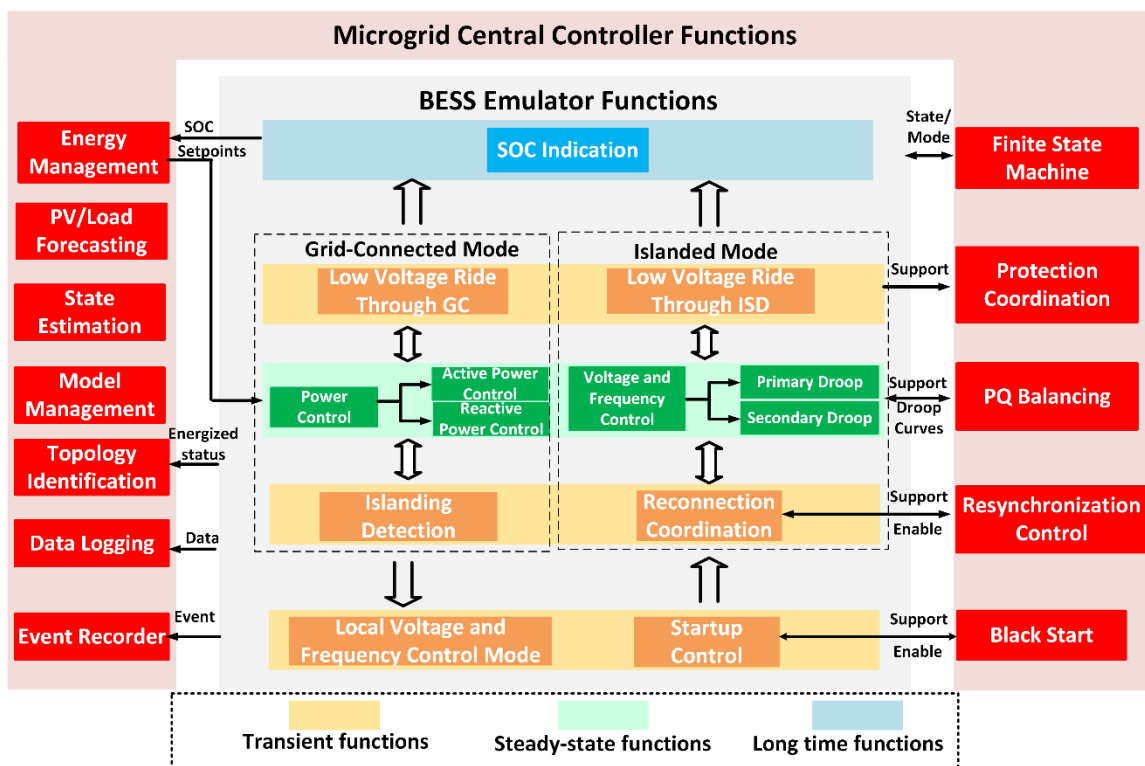 Microgrid Central Controller Functions
BESS Emulator Functions
Energy
Management
PV/Load
Forecasting
State
Estimation
Model
Management
Topology
Identification
Data Logging
Event Recorder
SOC
Setpoints
Energized
status
Data
Event
SOC Indication
Grid-Connected Mode
Low Voltage Ride
Through GC
Power
Control
Active Power
Control
Reactive
Power Control
Islanding
Detection
Local Voltage and
Frequency Control Mode
Islanded Mode
Low Voltage Ride
Through ISD
Voltage and
Frequency
Control
Primary Droop
Secondary Droop
Reconnection
Coordination
Startup
Control
State/
Mode
Support
Support
Droop
Curves
Support
Enable
Support
Enable
Finite State
Machine
Protection
Coordination
PQ Balancing
Resynchronization
Control
Black Start
Transient functions
Steady-state functions
Long time functions